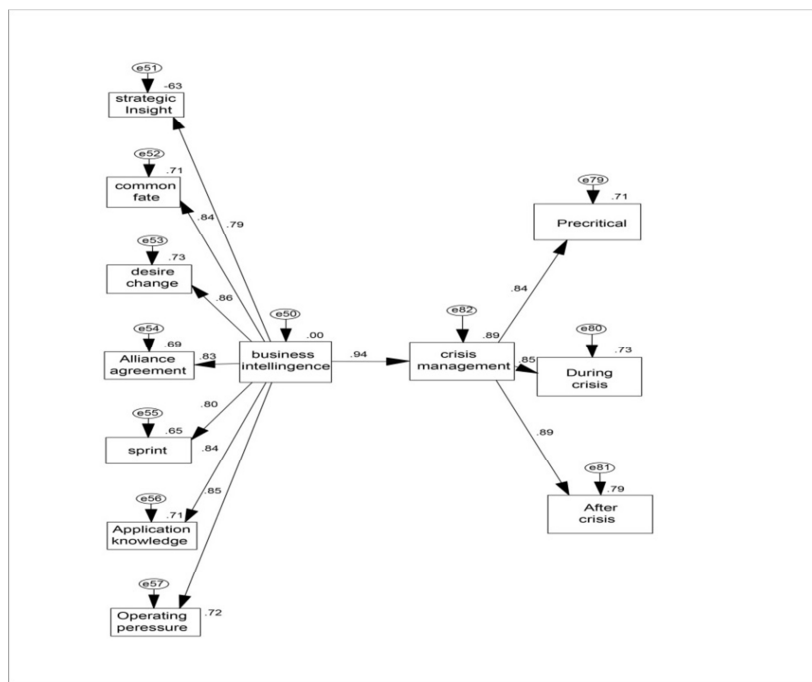 e51
-63
strategic
Insight
e52
.71
common
fate
.84
.79
e53
.73
desire
change
.86
e54
.69
Alliance
agreement
.83
e50
.00
business
intellingence
.94
e55
.65
sprint
.80
e56
.71
Application
knowledge
.84
e57
.72
Operating
peressure
.85
e82
.89
crisis
management
e79
.71
Precritical
.84
e80
.73
During
crisis
.85
e81
.79
After
crisis
.89